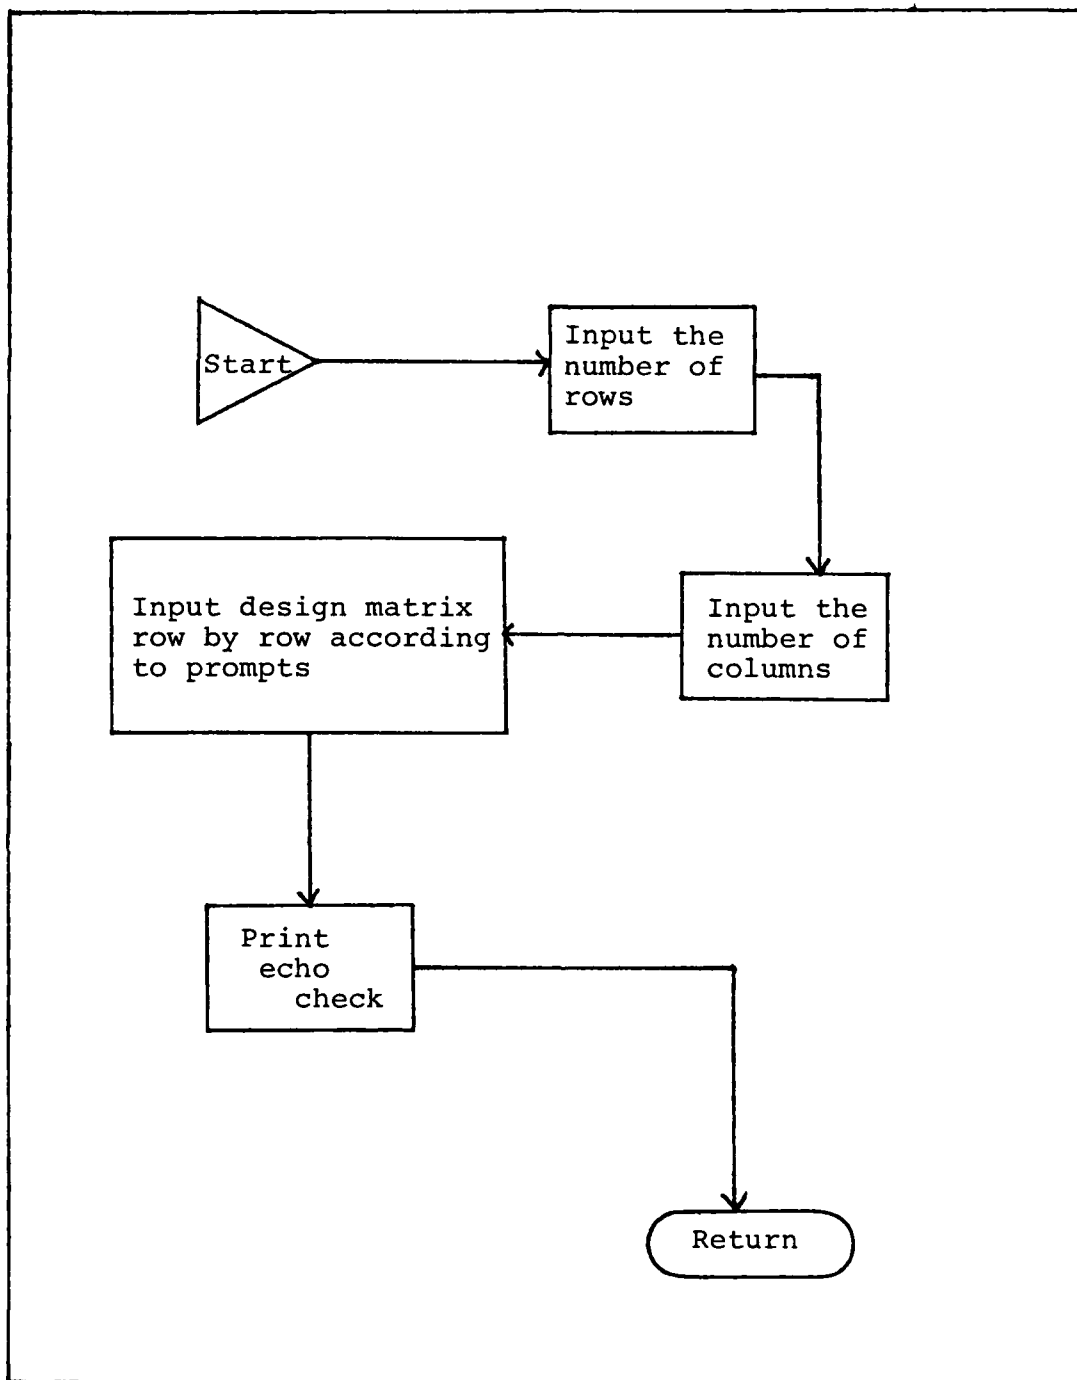 Start
Input the
number of
rows
Input the
number of
columns
Input design matrix
row by row according
to prompts
Print
echo
check
Return